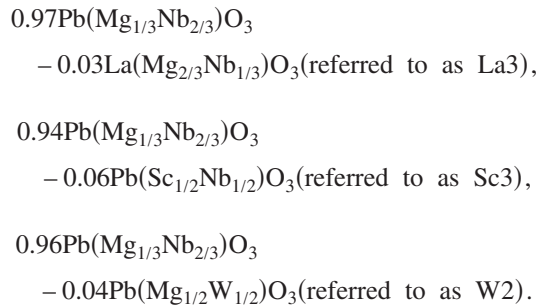 0.97Pb(Mg₁/₃Nb₂/₃)O₃
– 0.03La(Mg₂/₃Nb₁/₃)O₃(referred to as La3),
0.94Pb(Mg₁/₃Nb₂/₃)O₃
– 0.06Pb(Sc₁/₂Nb₁/₂)O₃(referred to as Sc3),
0.96Pb(Mg₁/₃Nb₂/₃)O₃
– 0.04Pb(Mg₁/₂W₁/₂)O₃(referred to as W2).